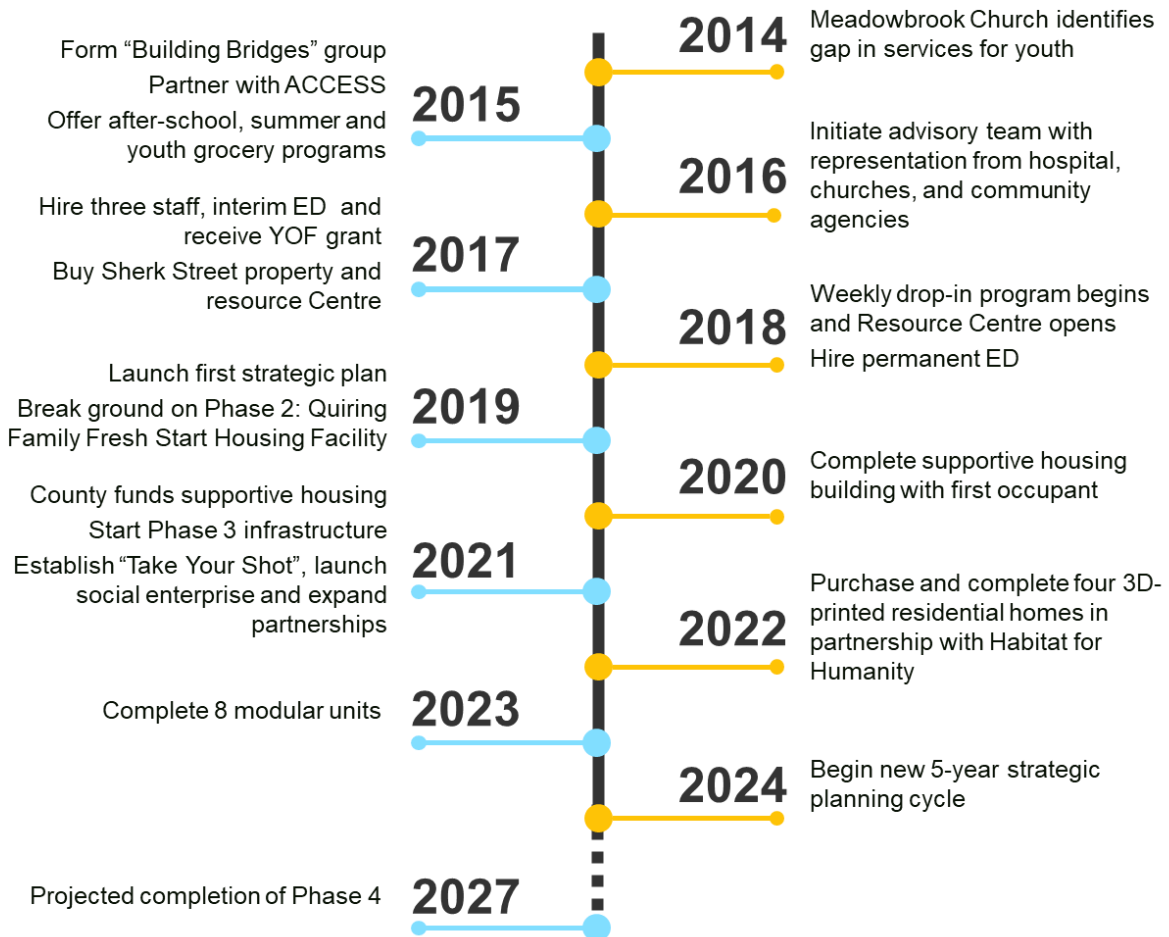 2014
Meadowbrook Church identifies
gap in services for youth
Form “Building Bridges” group
Partner with ACCESS
Offer after-school, summer and
youth grocery programs
2015
2016
Initiate advisory team with
representation from hospital,
churches, and community
agencies
Hire three staff, interim ED and
receive YOF grant
Buy Sherk Street property and
resource Centre
2017
2018
Weekly drop-in program begins
and Resource Centre opens
Hire permanent ED
Launch first strategic plan
Break ground on Phase 2: Quiring
Family Fresh Start Housing Facility
2019
2020
Complete supportive housing
building with first occupant
County funds supportive housing
Start Phase 3 infrastructure
Establish “Take Your Shot”, launch
social enterprise and expand
partnerships
2021
2022
Purchase and complete four 3D-
printed residential homes in
partnership with Habitat for
Humanity
Complete 8 modular units
2023
2024
Begin new 5-year strategic
planning cycle
Projected completion of Phase 4
2027